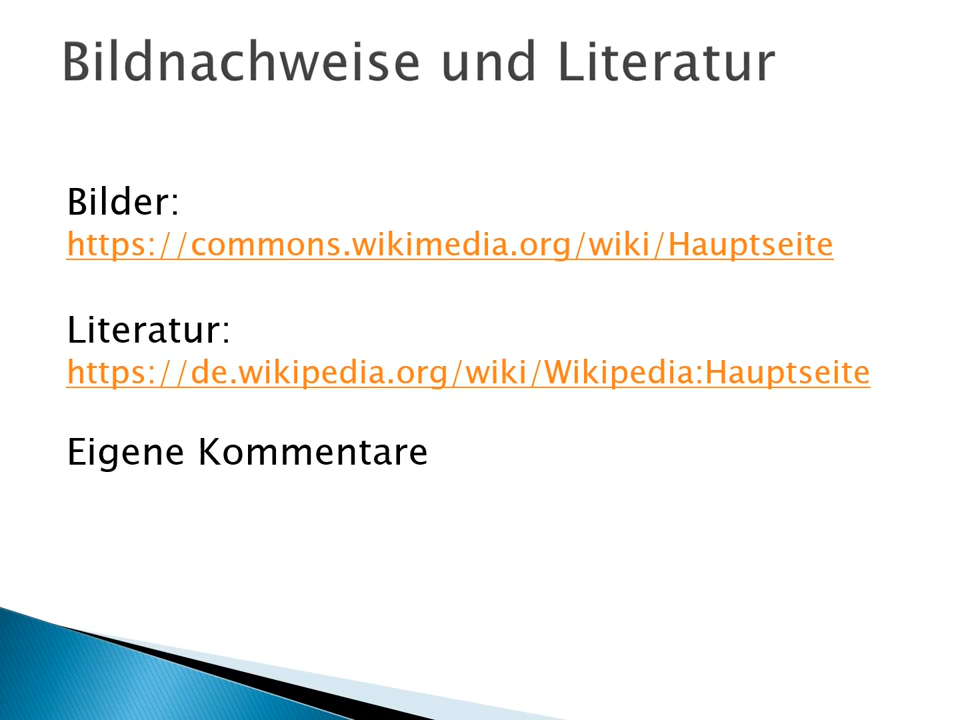 Bildnachweise und Literatur
Bilder:
https://commons.wikimedia.org/wiki/Hauptseite
Literatur:
https://de.wikipedia.org/wiki/Wikipedia:Hauptseite
Eigene Kommentare